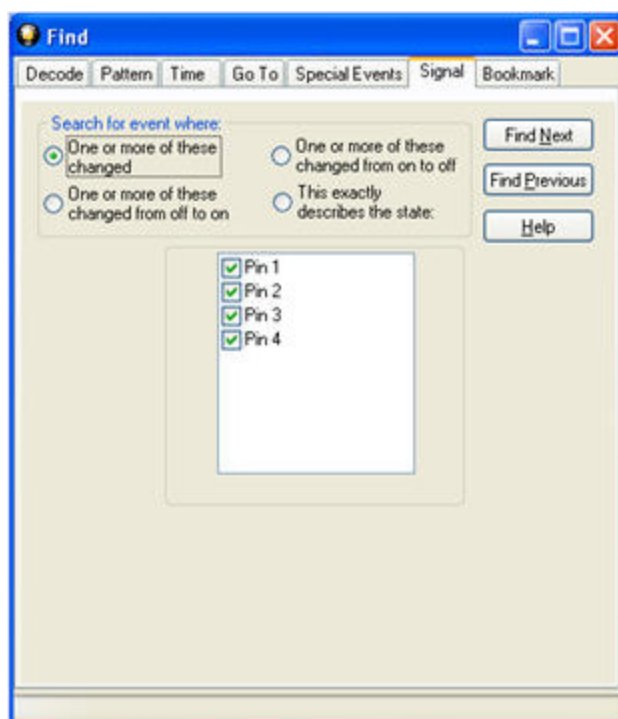 Find
Decode Pattern Time Go To Special Events Signal Bookmark
Search for event where:
One or more of these
changed
One or more of these
changed from on to off
One or more of these
changed from off to on
This exactly
describes the state:
Find Next
Find Previous
Help
Pin 1
Pin 2
Pin 3
Pin 4